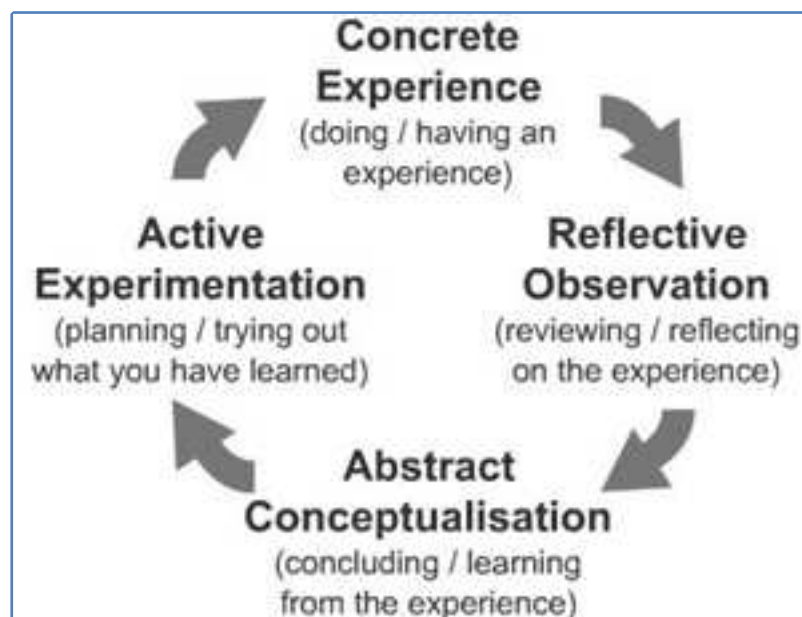 Concrete
Experience
(doing / having an
experience)
Reflective
Observation
(reviewing / reflecting
on the experience)
Abstract
Conceptualisation
(concluding / learning
from the experience)
Active
Experimentation
(planning / trying out
what you have learned)